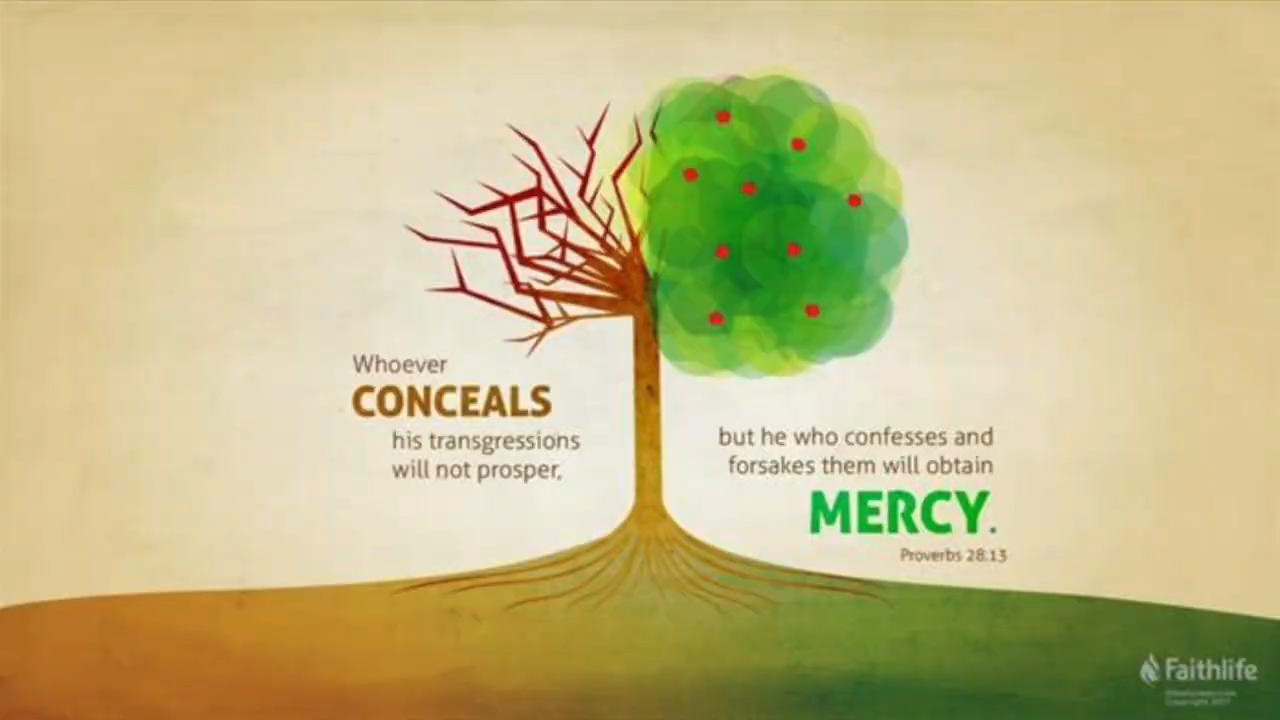 Whoever
CONCEALS
his transgressions
will not prosper,
but he who confesses and
forsakes them will obtain
MERCY.
Proverbs 28:13
Faithlife